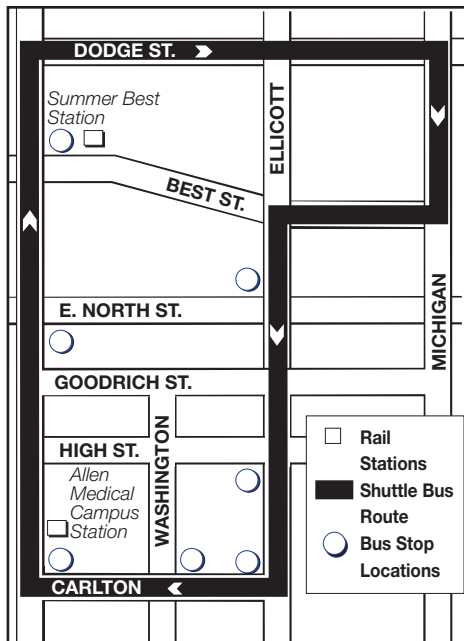 DODGE ST.
Summer Best
Station
ELLICOTT
BEST ST.
E. NORTH ST.
MICHIGAN
GOODRICH ST.
HIGH ST.
WASHINGTON
Allen
Medical
Campus
Station
CARLTON
Rail
Stations
Shuttle Bus
Route
Bus Stop
Locations